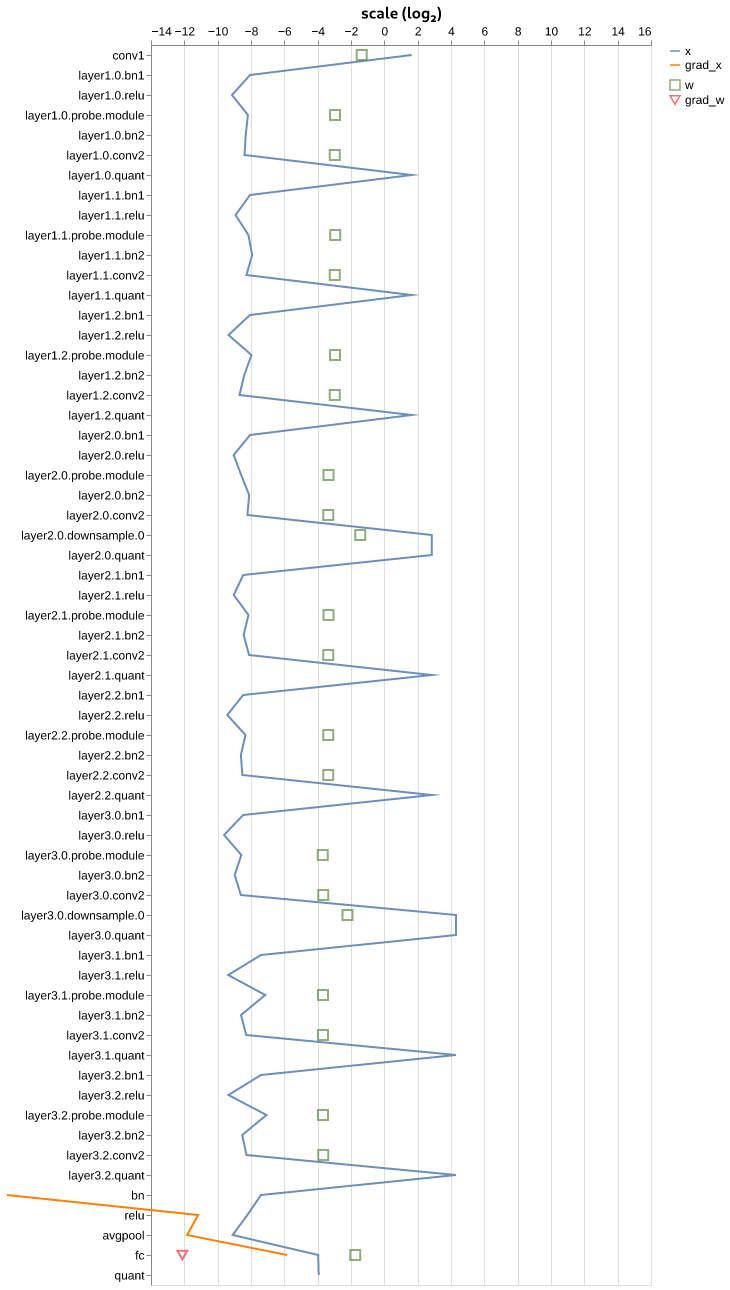 scale (log₂)
−14 −12 −10 −8 −6 −4 −2 0 2 4 6 8 10 12 14 16
x
grad_x
w
grad_w
conv1
layer1.0.bn1
layer1.0.relu
layer1.0.probe.module
layer1.0.bn2
layer1.0.conv2
layer1.0.quant
layer1.1.bn1
layer1.1.relu
layer1.1.probe.module
layer1.1.bn2
layer1.1.conv2
layer1.1.quant
layer1.2.bn1
layer1.2.relu
layer1.2.probe.module
layer1.2.bn2
layer1.2.conv2
layer1.2.quant
layer2.0.bn1
layer2.0.relu
layer2.0.probe.module
layer2.0.bn2
layer2.0.conv2
layer2.0.downsample.0
layer2.0.quant
layer2.1.bn1
layer2.1.relu
layer2.1.probe.module
layer2.1.bn2
layer2.1.conv2
layer2.1.quant
layer2.2.bn1
layer2.2.relu
layer2.2.probe.module
layer2.2.bn2
layer2.2.conv2
layer2.2.quant
layer3.0.bn1
layer3.0.relu
layer3.0.probe.module
layer3.0.bn2
layer3.0.conv2
layer3.0.downsample.0
layer3.0.quant
layer3.1.bn1
layer3.1.relu
layer3.1.probe.module
layer3.1.bn2
layer3.1.conv2
layer3.1.quant
layer3.2.bn1
layer3.2.relu
layer3.2.probe.module
layer3.2.bn2
layer3.2.conv2
layer3.2.quant
bn
relu
avgpool
fc
quant